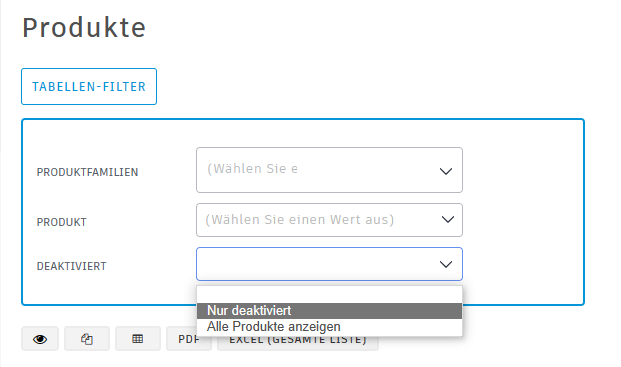 Produkte
TABELLEN-FILTER
PRODUKTFAMILIEN
(Wählen Sie e
PRODUKT
(Wählen Sie einen Wert aus)
DEAKTIVIERT
Nur deaktiviert
Alle Produkte anzeigen
PDF
EXCEL (GESAMTE LISTE)